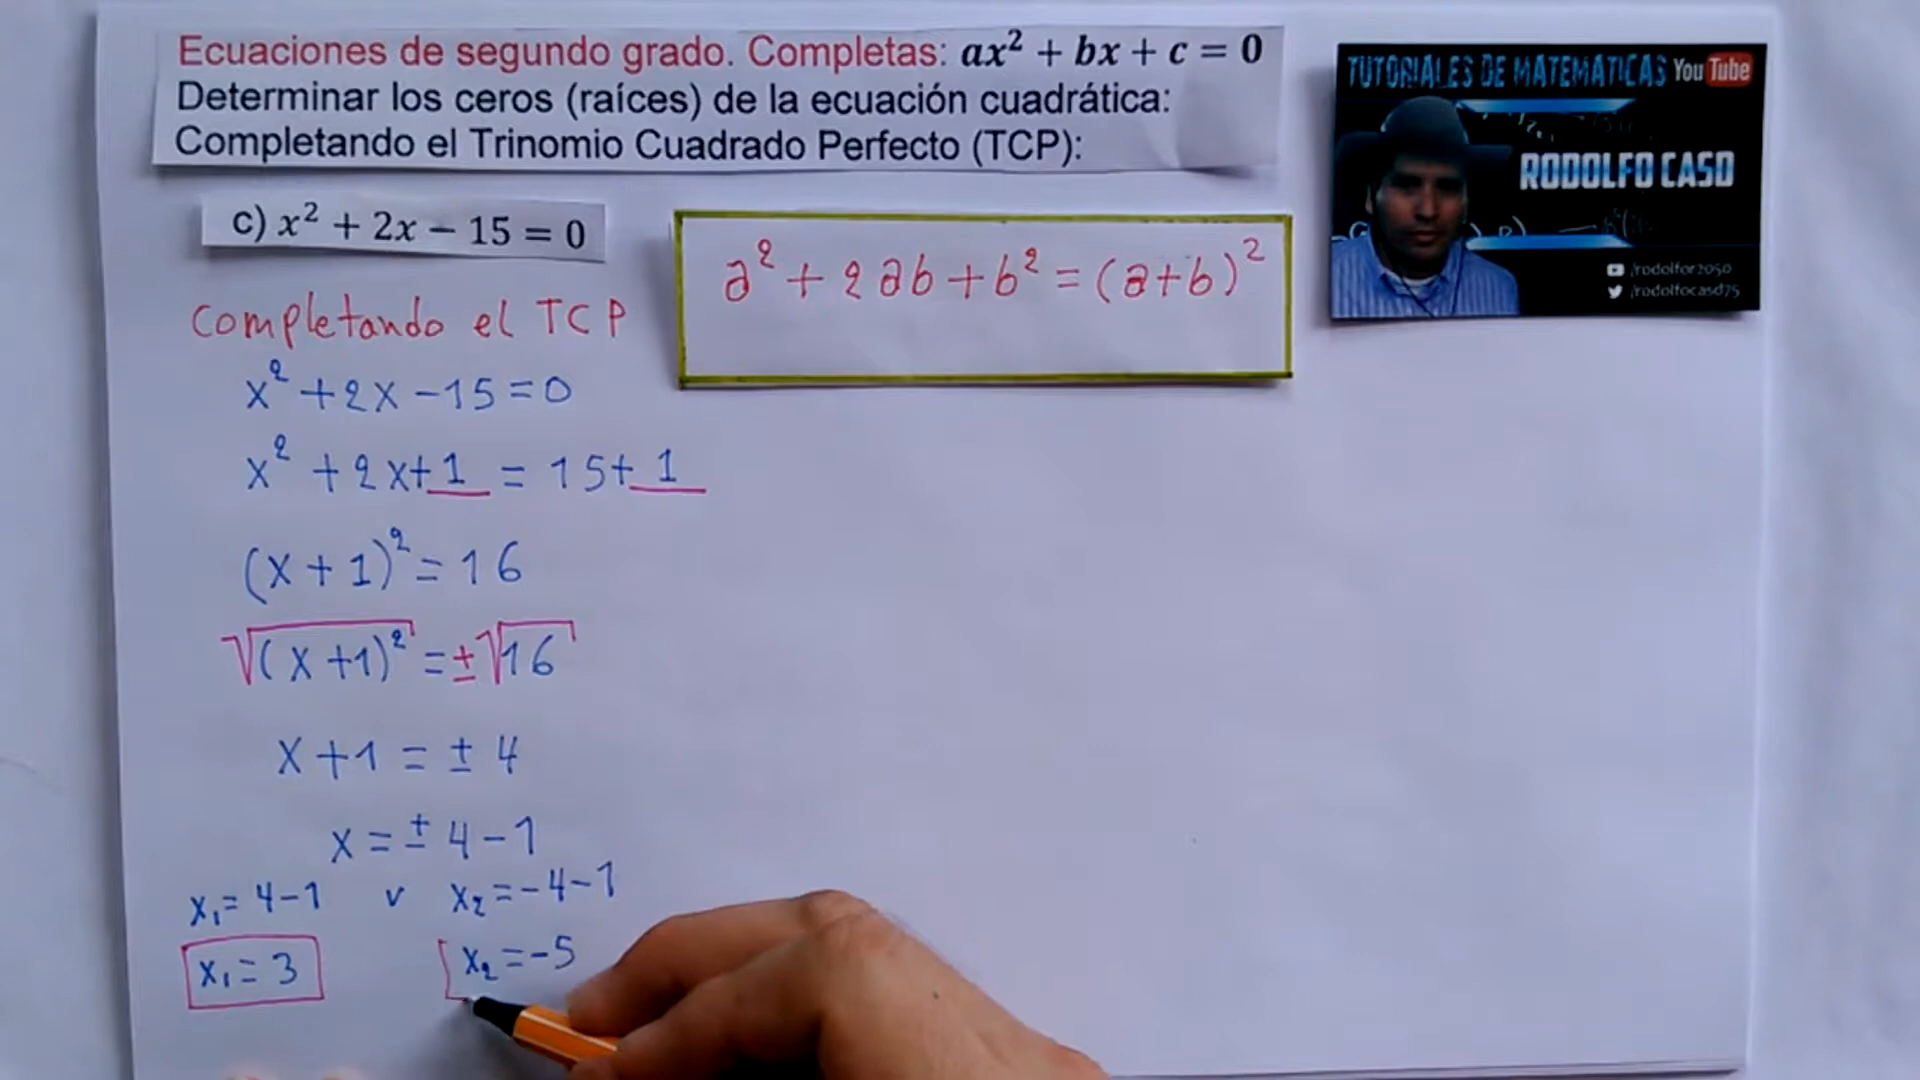 Ecuaciones de segundo grado. Completas: ax² + bx + c = 0
Determinar los ceros (raíces) de la ecuación cuadrática:
Completando el Trinomio Cuadrado Perfecto (TCP):
TUTORIALES DE MATEMATICAS YouTube
RODOLFO CASD
/rodolfor2050
/rodolfocasd75
c) x² + 2x − 15 = 0
a² + 2ab + b² = (a+b)²
Completando el TCP
x² + 2x - 15 = 0
x² + 2x + 1 = 15 + 1
(x + 1)² = 16
√(x+1)² = ±√16
x + 1 = ± 4
x = ± 4 - 1
x₁ = 4 - 1 v x₂ = -4 - 1
x₁ = 3 x₂ = -5